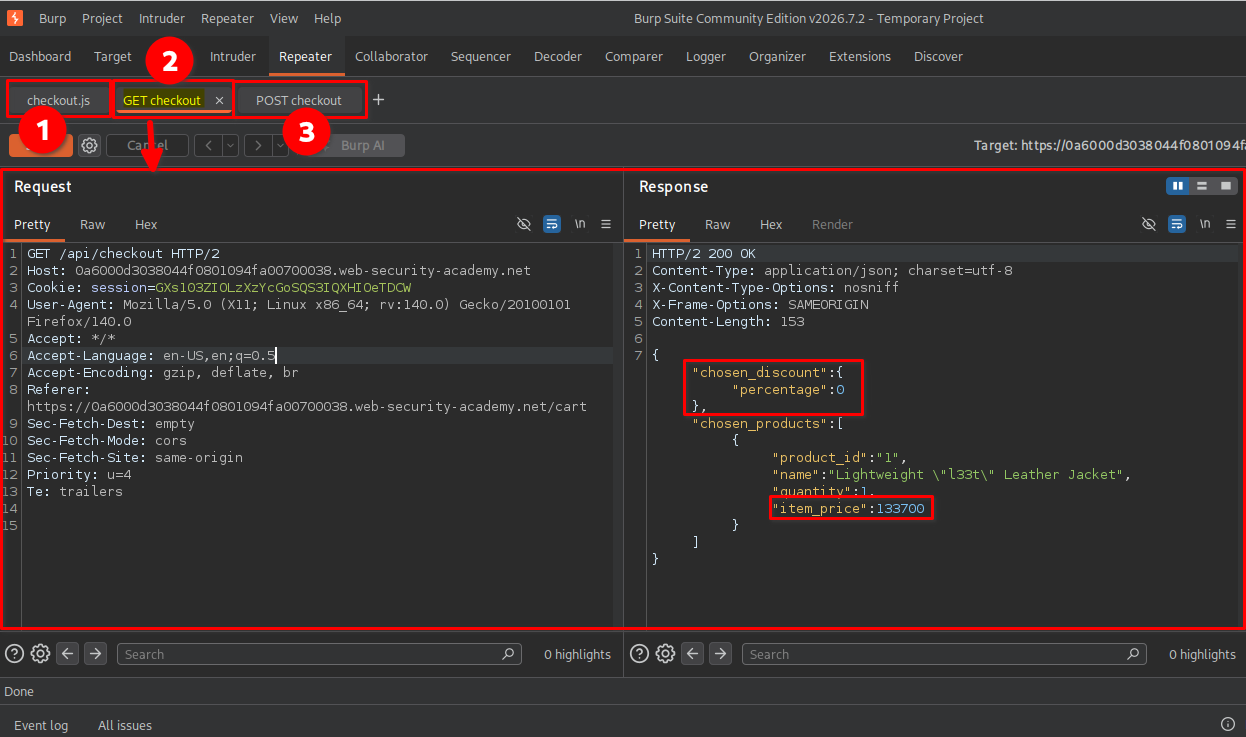 Burp Project Intruder Repeater View Help Burp Suite Community Edition v2026.7.2 - Temporary Project
Dashboard Target Intruder Repeater Collaborator Sequencer Decoder Comparer Logger Organizer Extensions Discover
2
checkout.js GET checkout × POST checkout +
1
3
Cancel < > Burp AI Target: https://0a6000d3038044f0801094fa
Request
Response
Pretty Raw Hex \n
Pretty Raw Hex Render \n
1 GET /api/checkout HTTP/2
2 Host: 0a6000d3038044f0801094fa00700038.web-security-academy.net
3 Cookie: session=GXs1O3ZIOLzXzYcGoSQS3IQXHIOeTDCW
4 User-Agent: Mozilla/5.0 (X11; Linux x86_64; rv:140.0) Gecko/20100101
Firefox/140.0
5 Accept: */*
6 Accept-Language: en-US,en;q=0.5
7 Accept-Encoding: gzip, deflate, br
8 Referer:
https://0a6000d3038044f0801094fa00700038.web-security-academy.net/cart
9 Sec-Fetch-Dest: empty
10 Sec-Fetch-Mode: cors
11 Sec-Fetch-Site: same-origin
12 Priority: u=4
13 Te: trailers
14
15
1 HTTP/2 200 OK
2 Content-Type: application/json; charset=utf-8
3 X-Content-Type-Options: nosniff
4 X-Frame-Options: SAMEORIGIN
5 Content-Length: 153
6
7 {
"chosen_discount":{
"percentage":0
},
"chosen_products":[
{
"product_id":"1",
"name":"Lightweight \"l33t\" Leather Jacket",
"quantity":1,
"item_price":133700
}
]
}
Search 0 highlights
Search 0 highlights
Done
Event log All issues